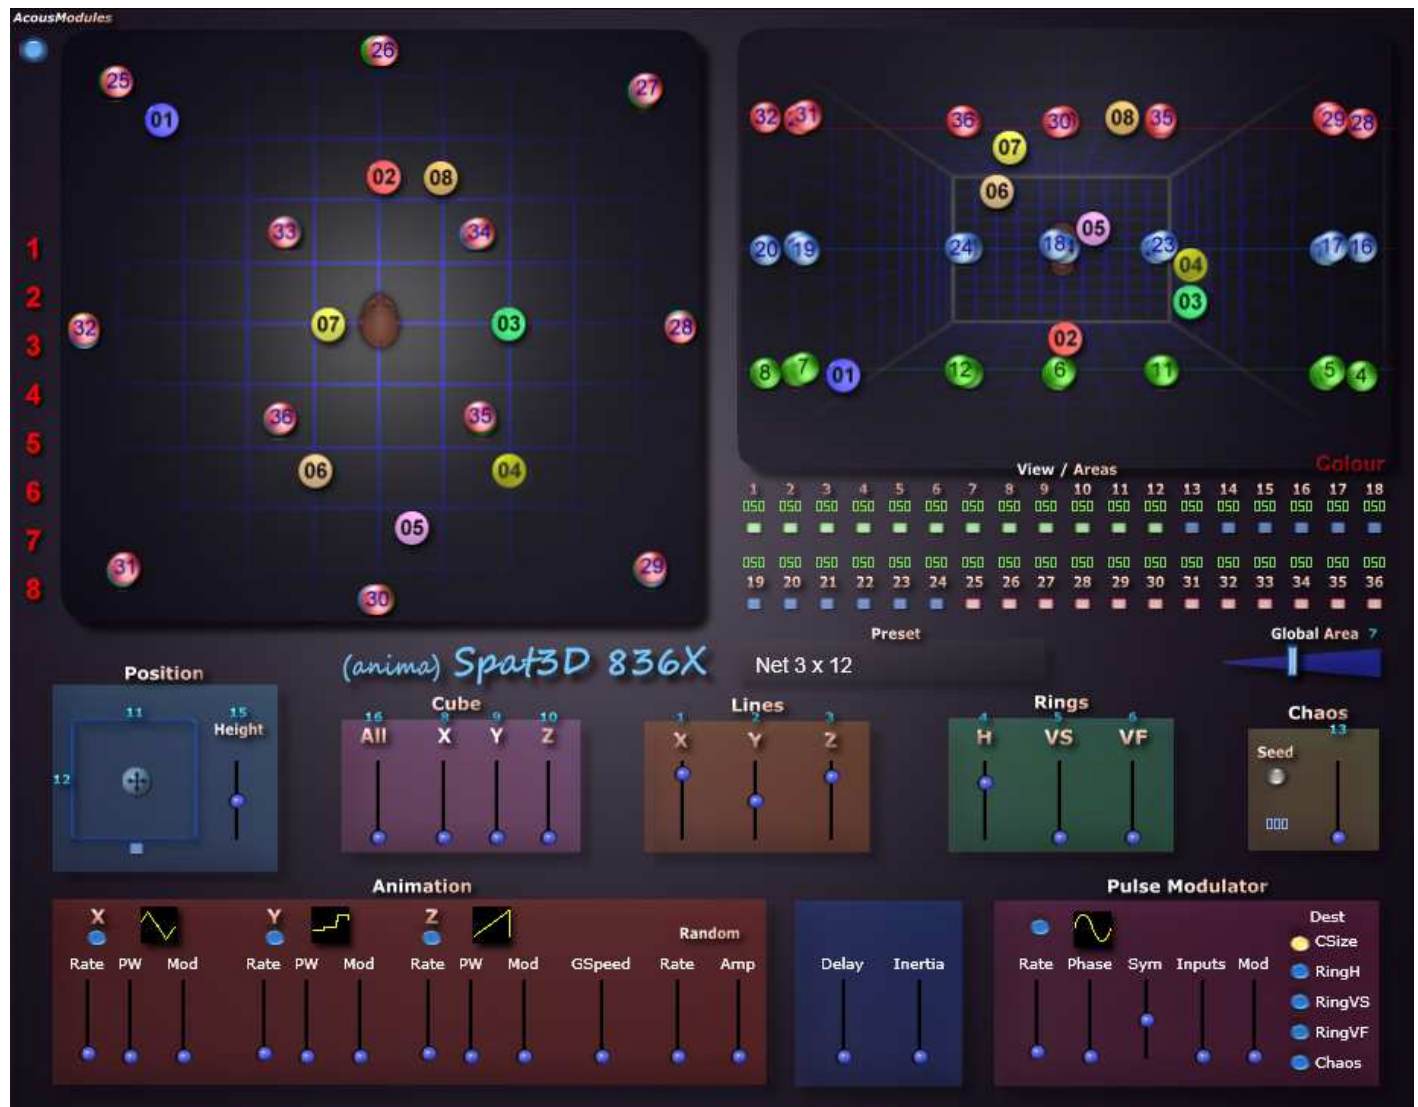 AcousModules
26
25
27
01
02
08
33
34
1
2
3
4
5
6
7
8
32
07
03
28
36
35
06
04
05
31
29
30
32
31
36
30
08
35
29
28
07
06
05
20
19
24
18
23
17
16
04
03
02
8
7
01
12
6
11
5
4
View / Areas
Colour
1 2 3 4 5 6 7 8 9 10 11 12 13 14 15 16 17 18
050 050 050 050 050 050 050 050 050 050 050 050 050 050 050 050 050 050
050 050 050 050 050 050 050 050 050 050 050 050 050 050 050 050 050 050
19 20 21 22 23 24 25 26 27 28 29 30 31 32 33 34 35 36
Preset
Global Area 7
(anima) Spat3D 836X
Net 3 x 12
Position
11
15
Height
12
Cube
16 8 9 10
All X Y Z
Lines
1 2 3
X Y Z
Rings
4 5 6
H VS VF
Chaos
13
Seed
000
Animation
X Y Z
Random
Rate PW Mod Rate PW Mod Rate PW Mod GSpeed Rate Amp
Delay Inertia
Pulse Modulator
Dest
CSize
Rate Phase Sym Inputs Mod
RingH
RingVS
RingVF
Chaos